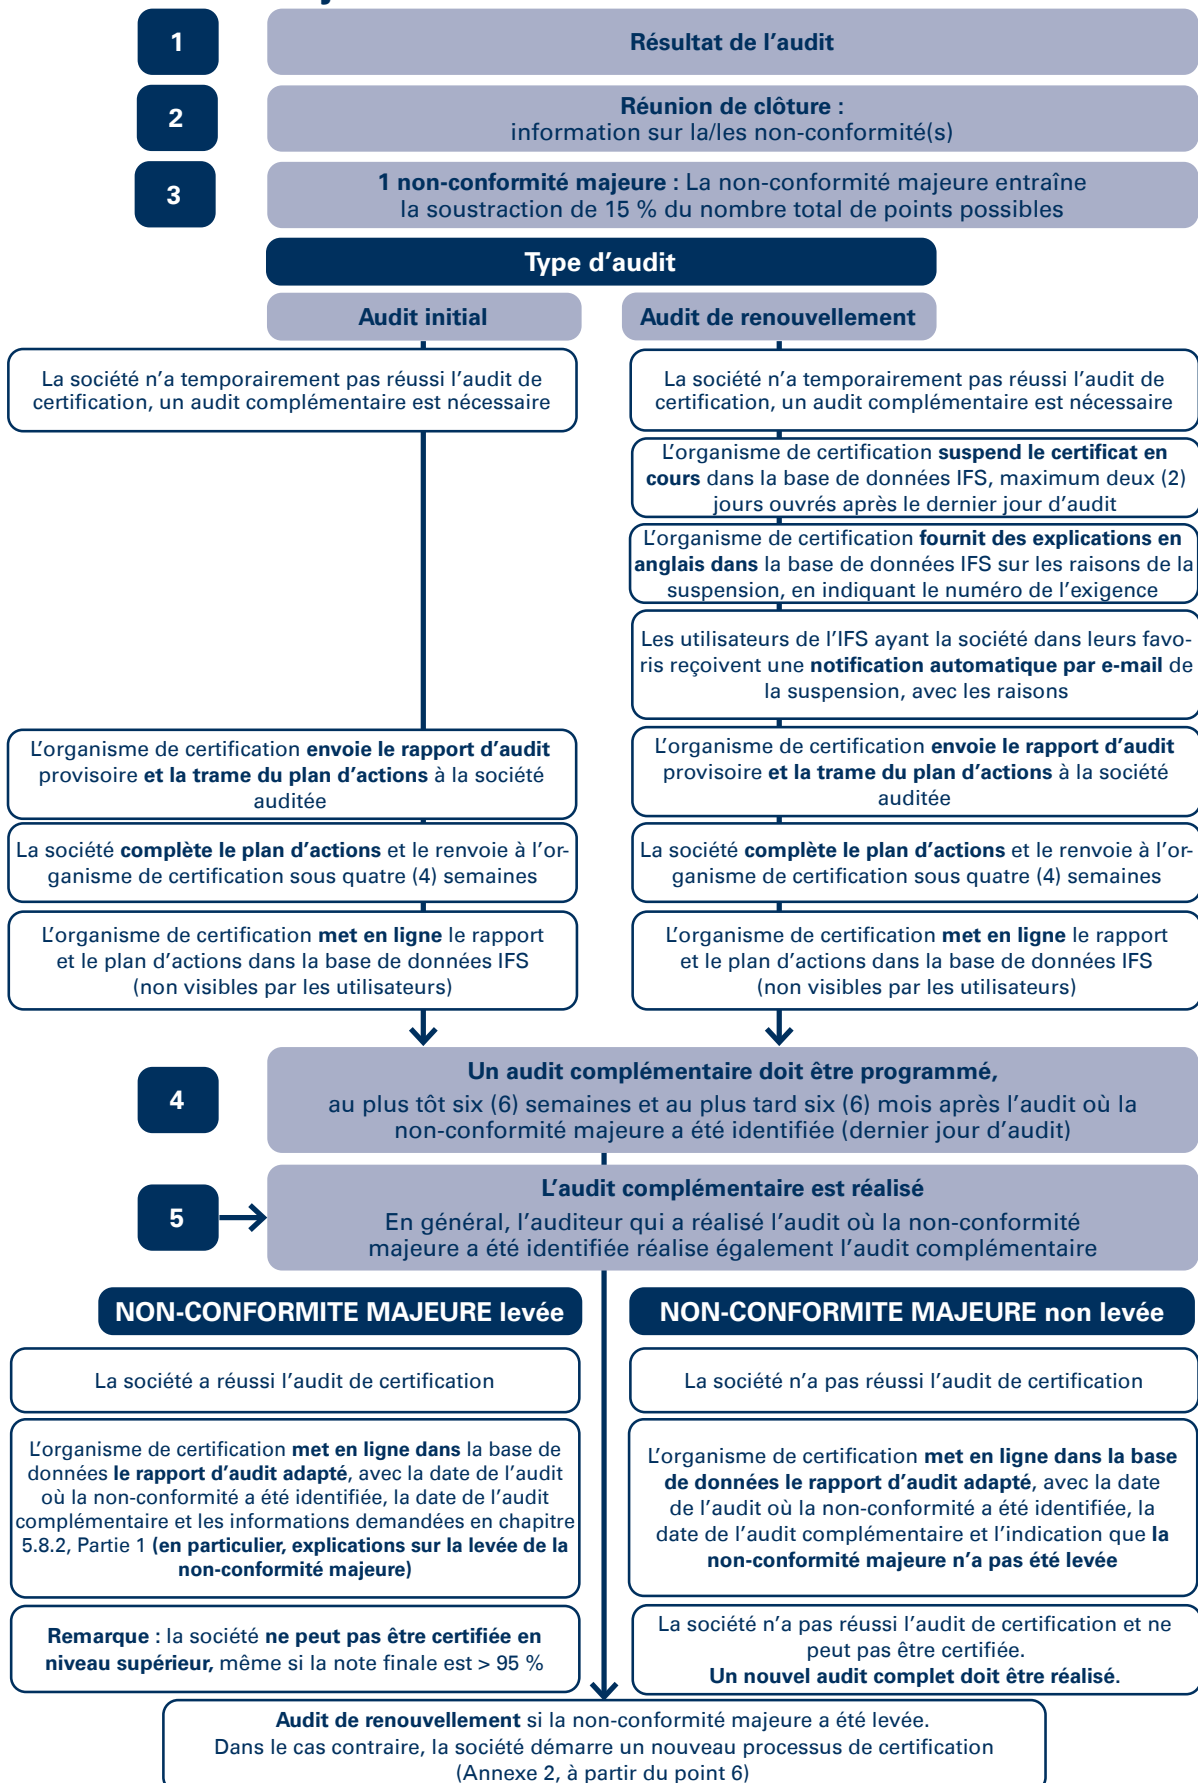 1
Résultat de l’audit
2
Réunion de clôture :
information sur la/les non-conformité(s)
3
1 non-conformité majeure : La non-conformité majeure entraîne
la soustraction de 15 % du nombre total de points possibles
Type d’audit
Audit initial
Audit de renouvellement
La société n’a temporairement pas réussi l’audit de
certification, un audit complémentaire est nécessaire
La société n’a temporairement pas réussi l’audit de
certification, un audit complémentaire est nécessaire
L’organisme de certification suspend le certificat en
cours dans la base de données IFS, maximum deux (2)
jours ouvrés après le dernier jour d’audit
L’organisme de certification fournit des explications en
anglais dans la base de données IFS sur les raisons de la
suspension, en indiquant le numéro de l’exigence
Les utilisateurs de l’IFS ayant la société dans leurs favo-
ris reçoivent une notification automatique par e-mail de
la suspension, avec les raisons
L’organisme de certification envoie le rapport d’audit
provisoire et la trame du plan d’actions à la société
auditée
L’organisme de certification envoie le rapport d’audit
provisoire et la trame du plan d’actions à la société
auditée
La société complète le plan d’actions et le renvoie à l’or-
ganisme de certification sous quatre (4) semaines
La société complète le plan d’actions et le renvoie à l’or-
ganisme de certification sous quatre (4) semaines
L’organisme de certification met en ligne le rapport
et le plan d’actions dans la base de données IFS
(non visibles par les utilisateurs)
L’organisme de certification met en ligne le rapport
et le plan d’actions dans la base de données IFS
(non visibles par les utilisateurs)
4
Un audit complémentaire doit être programmé,
au plus tôt six (6) semaines et au plus tard six (6) mois après l’audit où la
non-conformité majeure a été identifiée (dernier jour d’audit)
5
L’audit complémentaire est réalisé
En général, l’auditeur qui a réalisé l’audit où la non-conformité
majeure a été identifiée réalise également l’audit complémentaire
NON-CONFORMITE MAJEURE levée
NON-CONFORMITE MAJEURE non levée
La société a réussi l’audit de certification
La société n’a pas réussi l’audit de certification
L’organisme de certification met en ligne dans la base de
données le rapport d’audit adapté, avec la date de l’audit
où la non-conformité a été identifiée, la date de l’audit
complémentaire et les informations demandées en chapitre
5.8.2, Partie 1 (en particulier, explications sur la levée de la
non-conformité majeure)
L’organisme de certification met en ligne dans la base
de données le rapport d’audit adapté, avec la date
de l’audit où la non-conformité a été identifiée, la
date de l’audit complémentaire et l’indication que la
non-conformité majeure n’a pas été levée
Remarque : la société ne peut pas être certifiée en
niveau supérieur, même si la note finale est > 95 %
La société n’a pas réussi l’audit de certification et ne
peut pas être certifiée.
Un nouvel audit complet doit être réalisé.
Audit de renouvellement si la non-conformité majeure a été levée.
Dans le cas contraire, la société démarre un nouveau processus de certification
(Annexe 2, à partir du point 6)